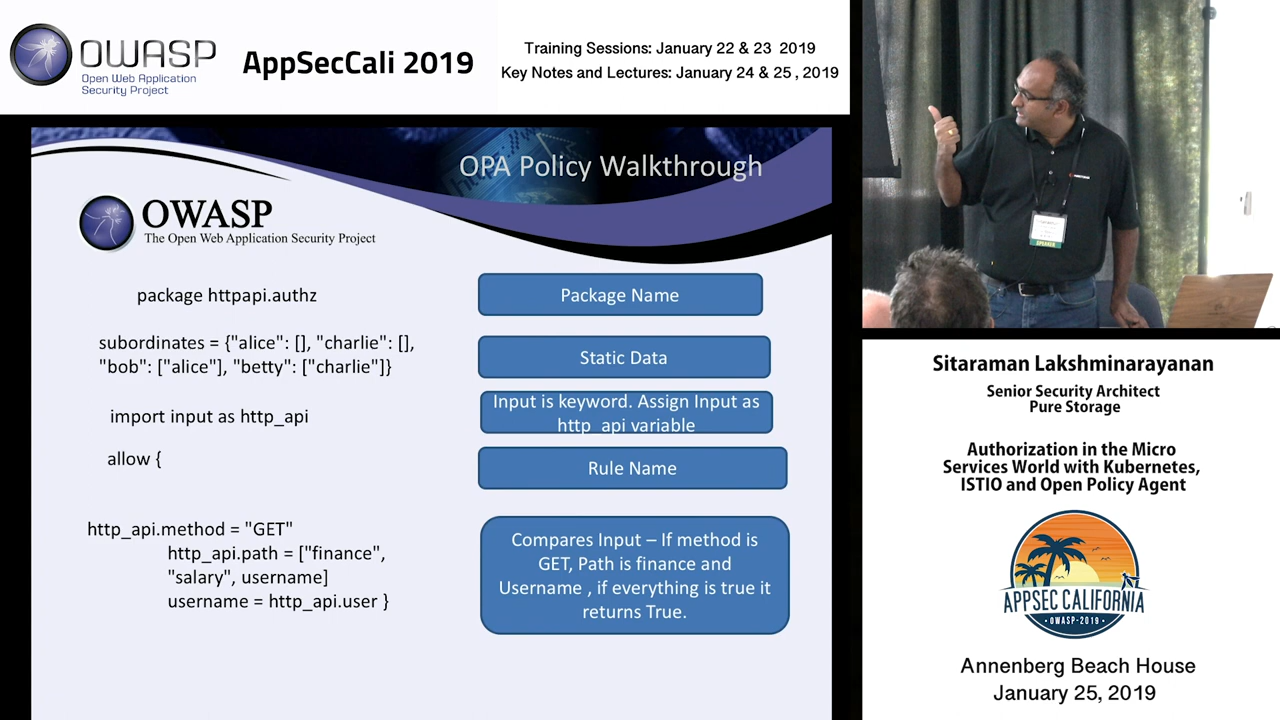 OWASP
Open Web Application
Security Project
AppSecCali 2019
Training Sessions: January 22 & 23 2019
Key Notes and Lectures: January 24 & 25, 2019
OPA Policy Walkthrough
OWASP
The Open Web Application Security Project
package httpapi.authz
Package Name
subordinates = {"alice": [], "charlie": [],
"bob": ["alice"], "betty": ["charlie"]}
Static Data
import input as http_api
Input is keyword. Assign Input as
http_api variable
allow {
Rule Name
http_api.method = "GET"
http_api.path = ["finance",
"salary", username]
username = http_api.user }
Compares Input – If method is
GET, Path is finance and
Username , if everything is true it
returns True.
SPEAKER
Sitaraman Lakshminarayanan
Senior Security Architect
Pure Storage
Authorization in the Micro
Services World with Kubernetes,
ISTIO and Open Policy Agent
APPSEC CALIFORNIA
·OWASP-2019·
Annenberg Beach House
January 25, 2019